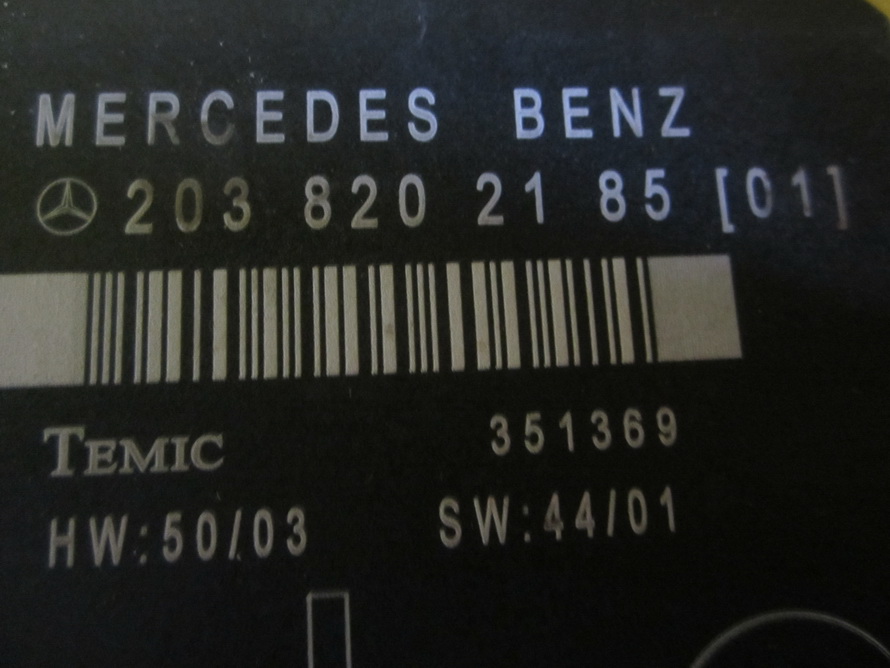 MERCEDES BENZ
203 820 21 85 [01]
TEMIC 351369
HW:50/03 SW:44/01